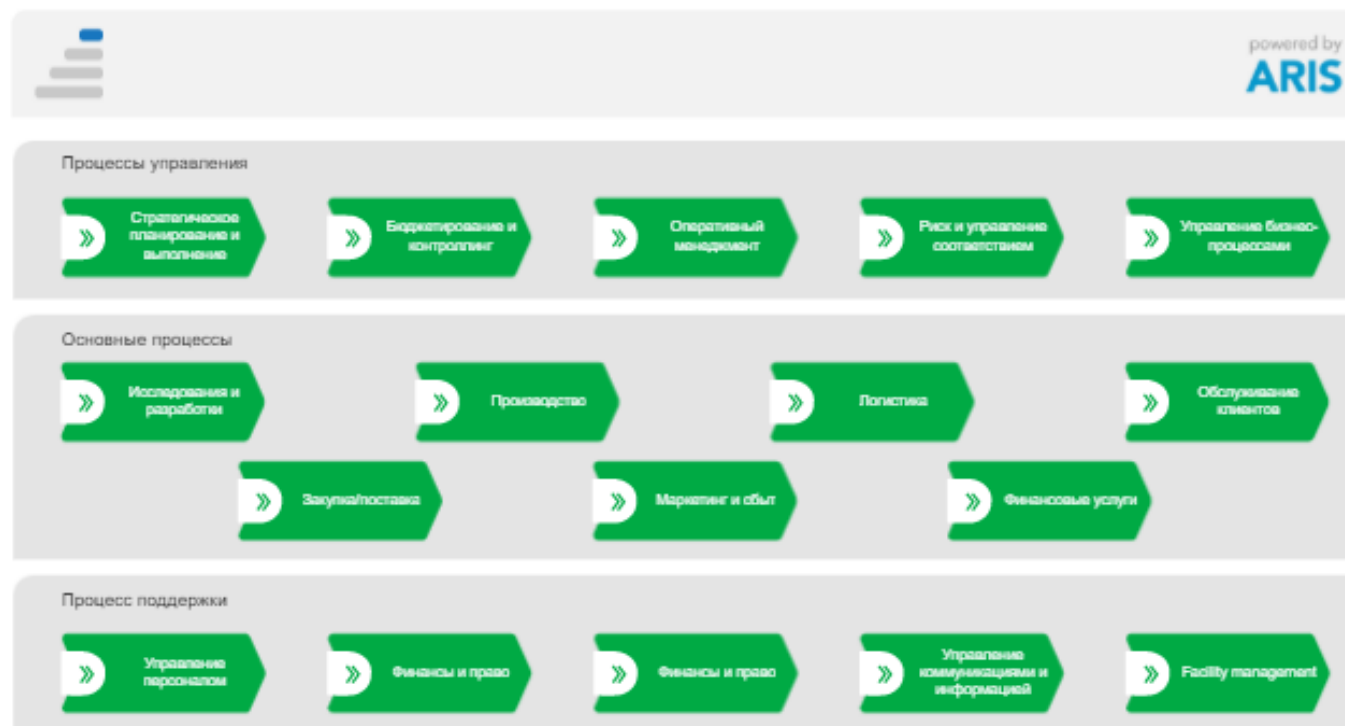 powered by
ARIS
Процессы управления
Стратегическое
планирование и
выполнение
Бюджетирование и
контроллинг
Оперативный
менеджмент
Риск и управление
соответствием
Управление бизнес-
процессами
Основные процессы
Исследования и
разработки
Производство
Логистика
Обслуживание
клиентов
Закупка/поставка
Маркетинг и сбыт
Финансовые услуги
Процесс поддержки
Управление
персоналом
Финансы и право
Финансы и право
Управление
коммуникациями и
информацией
Facility management